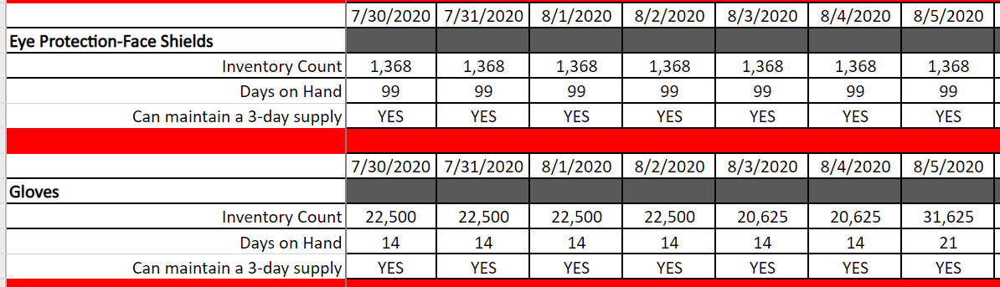 7/30/2020 7/31/2020 8/1/2020 8/2/2020 8/3/2020 8/4/2020 8/5/2020
Eye Protection-Face Shields
Inventory Count 1,368 1,368 1,368 1,368 1,368 1,368 1,368
Days on Hand 99 99 99 99 99 99 99
Can maintain a 3-day supply YES YES YES YES YES YES YES
7/30/2020 7/31/2020 8/1/2020 8/2/2020 8/3/2020 8/4/2020 8/5/2020
Gloves
Inventory Count 22,500 22,500 22,500 22,500 20,625 20,625 31,625
Days on Hand 14 14 14 14 14 14 21
Can maintain a 3-day supply YES YES YES YES YES YES YES